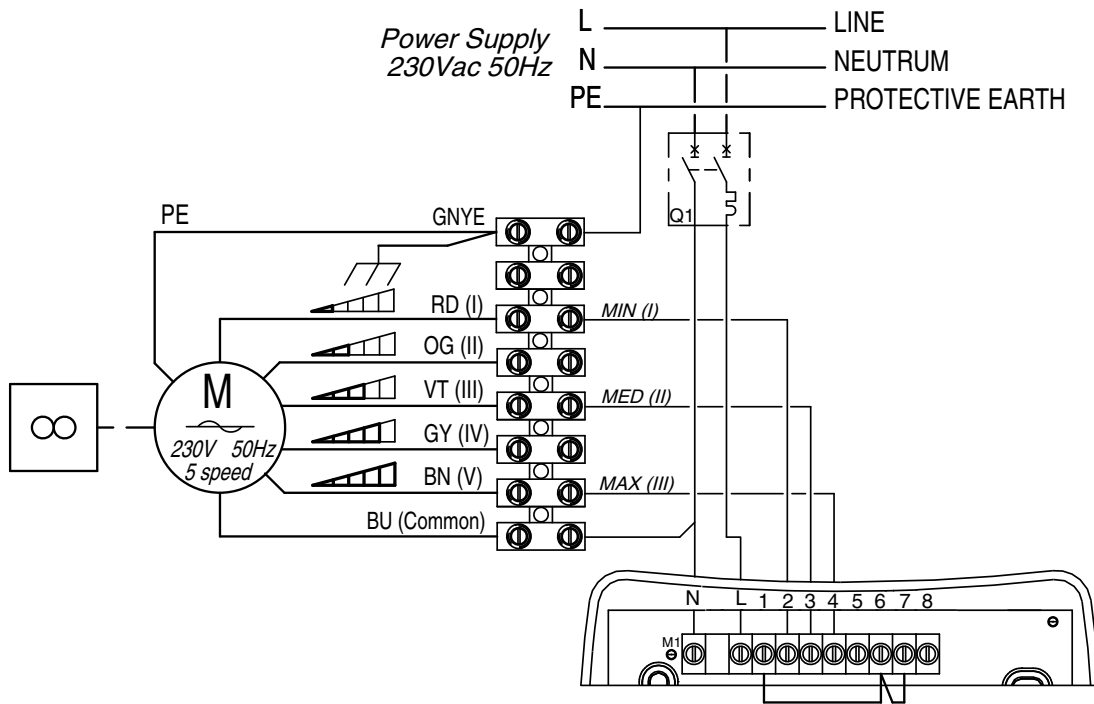 L LINE
Power Supply
230Vac 50Hz
N NEUTRUM
PE PROTECTIVE EARTH
Q1
PE GNYE
RD (I) MIN (I)
OG (II)
VT (III) MED (II)
GY (IV)
BN (V) MAX (III)
BU (Common)
M
230V 50Hz
5 speed
N L 1 2 3 4 5 6 7 8
M1